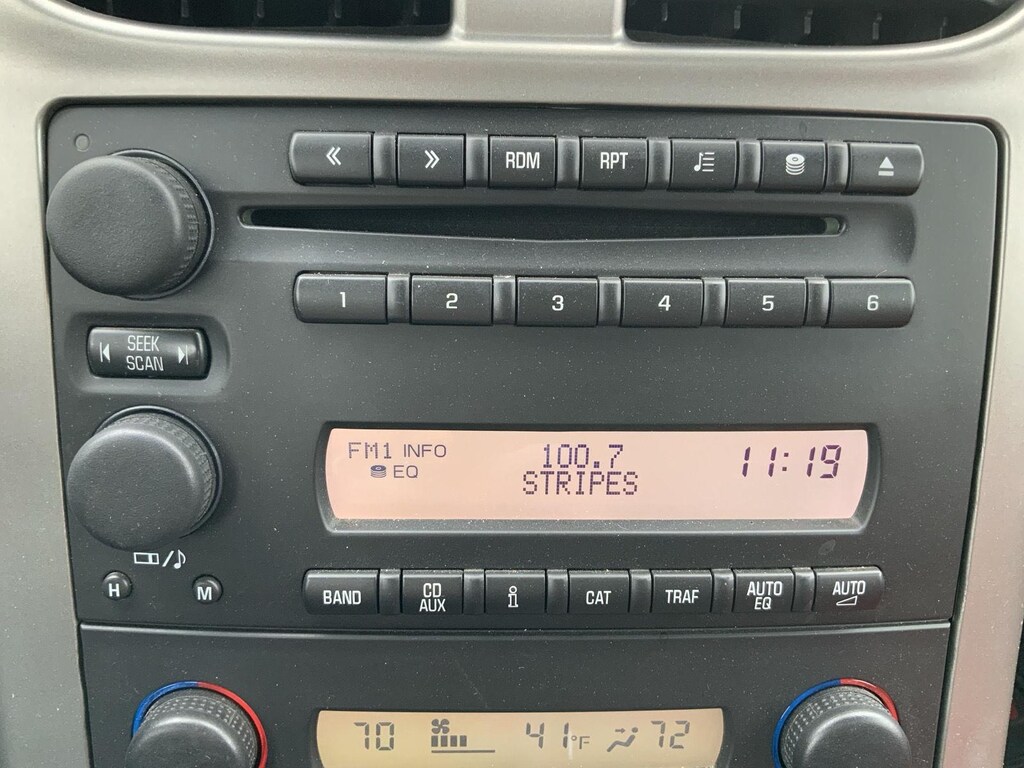 RDM RPT
1 2 3 4 5 6
SEEK
SCAN
FM1 INFO 100.7 11:19
EQ STRIPES
H M
BAND CD AUX i CAT TRAF AUTO EQ AUTO
70 41°F 72